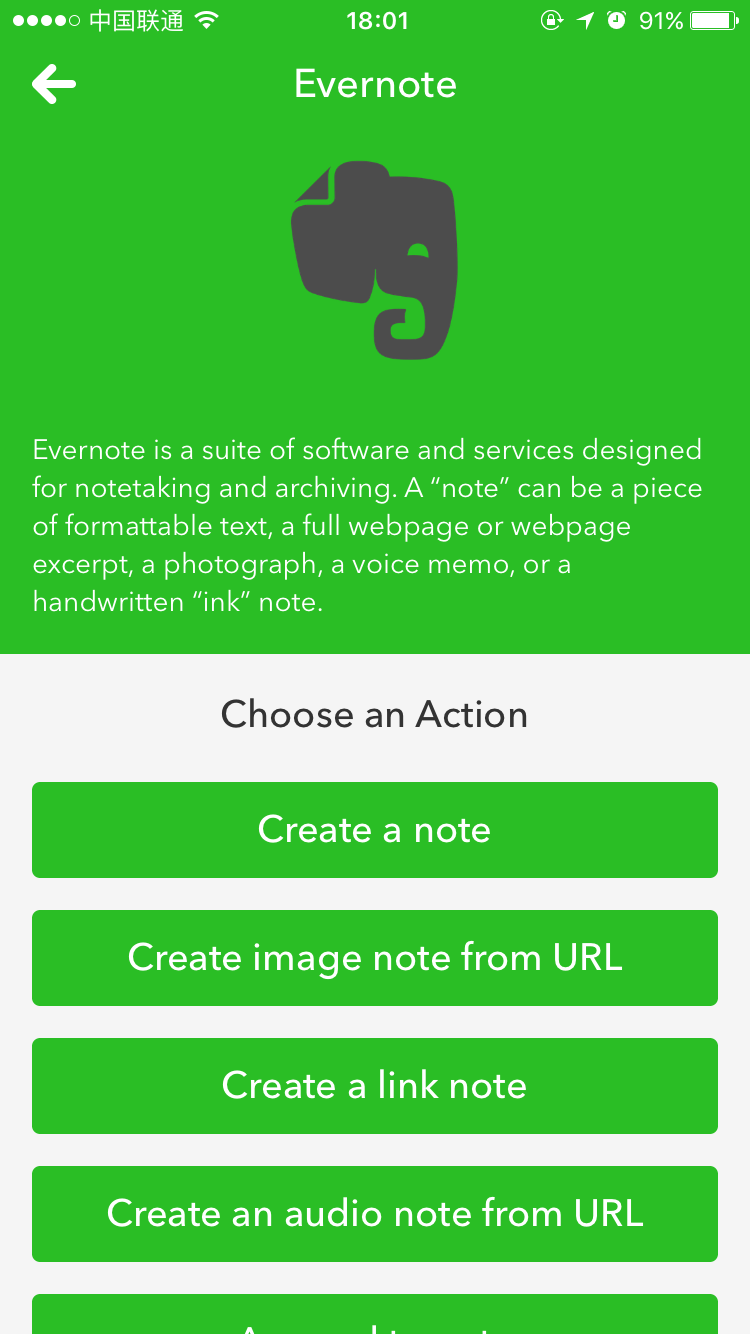 中国联通
18:01
91%
Evernote
Evernote is a suite of software and services designed
for notetaking and archiving. A “note” can be a piece
of formattable text, a full webpage or webpage
excerpt, a photograph, a voice memo, or a
handwritten “ink” note.
Choose an Action
Create a note
Create image note from URL
Create a link note
Create an audio note from URL